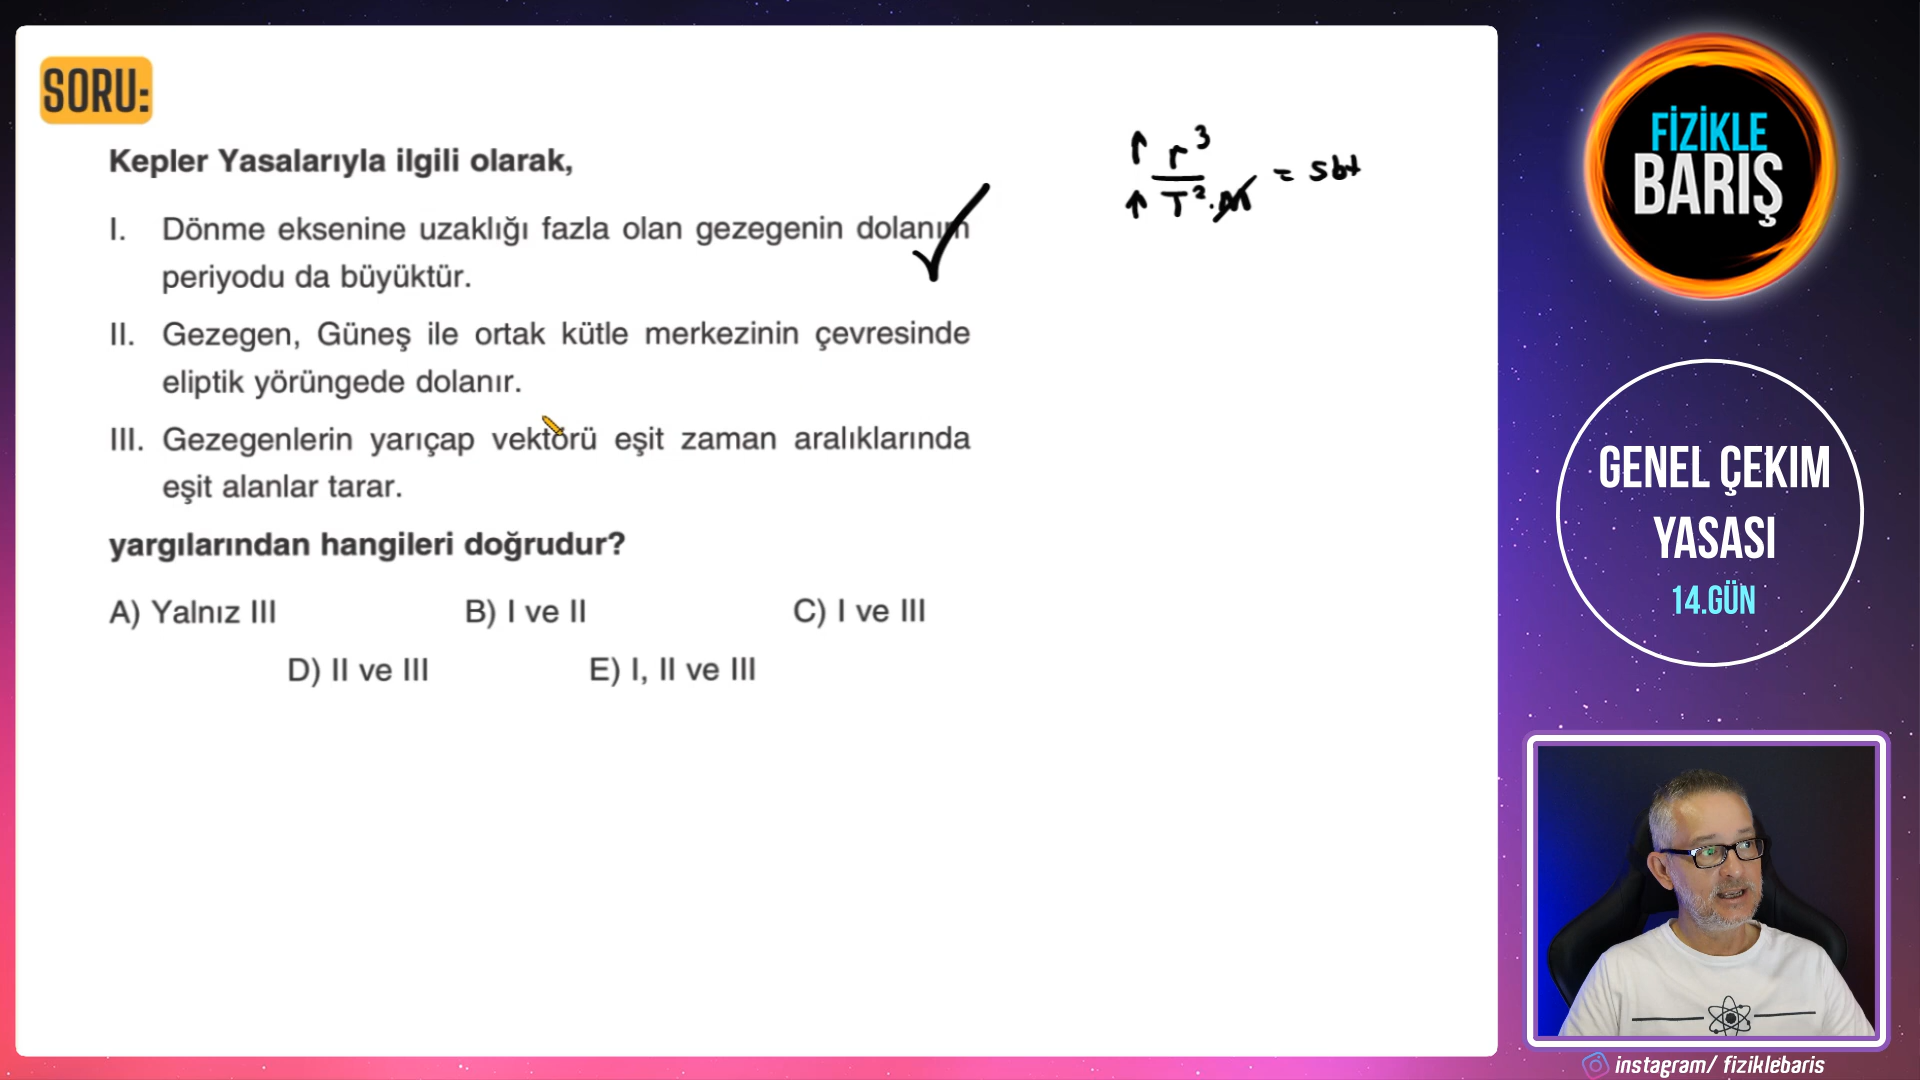 SORU:
Kepler Yasalarıyla ilgili olarak,
I. Dönme eksenine uzaklığı fazla olan gezegenin dolanım
periyodu da büyüktür.
II. Gezegen, Güneş ile ortak kütle merkezinin çevresinde
eliptik yörüngede dolanır.
III. Gezegenlerin yarıçap vektörü eşit zaman aralıklarında
eşit alanlar tarar.
yargılarından hangileri doğrudur?
A) Yalnız III B) I ve II C) I ve III
D) II ve III E) I, II ve III
↑ r³
↑ T².M = sbt
FİZİKLE
BARIŞ
GENEL ÇEKIM
YASASI
14.GÜN
instagram/ fiziklebaris